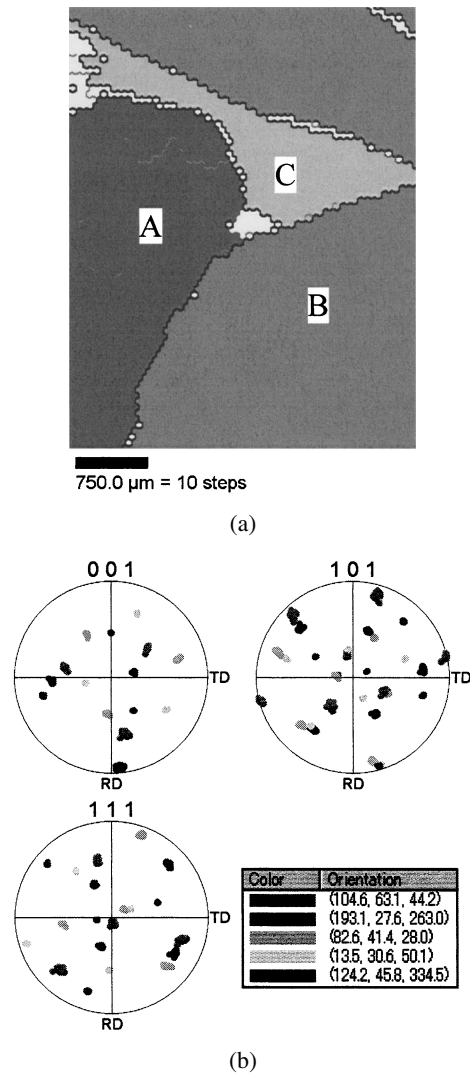 C
A
B
750.0 µm = 10 steps
(a)
0 0 1
1 0 1
TD
TD
RD
RD
1 1 1
TD
RD
Color Orientation
(104.6, 63.1, 44.2)
(193.1, 27.6, 263.0)
(82.6, 41.4, 28.0)
(13.5, 30.6, 50.1)
(124.2, 45.8, 334.5)
(b)